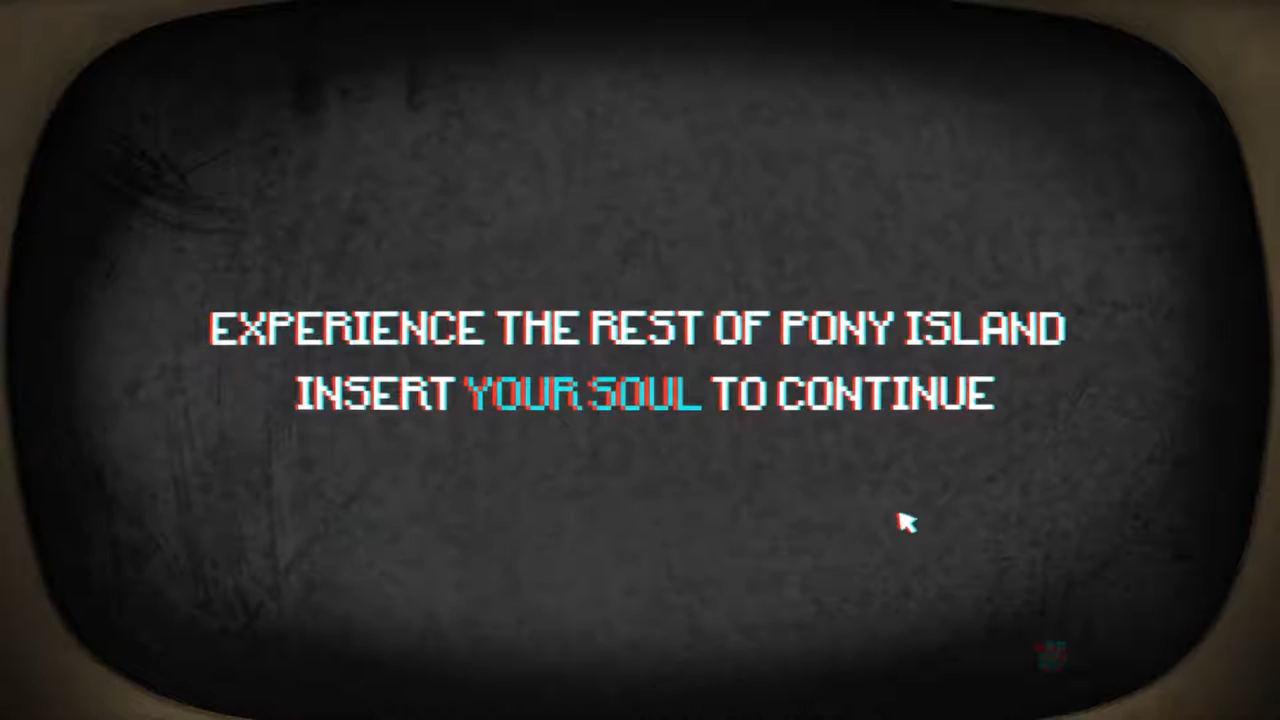 EXPERIENCE THE REST OF PONY ISLAND
INSERT YOUR SOUL TO CONTINUE